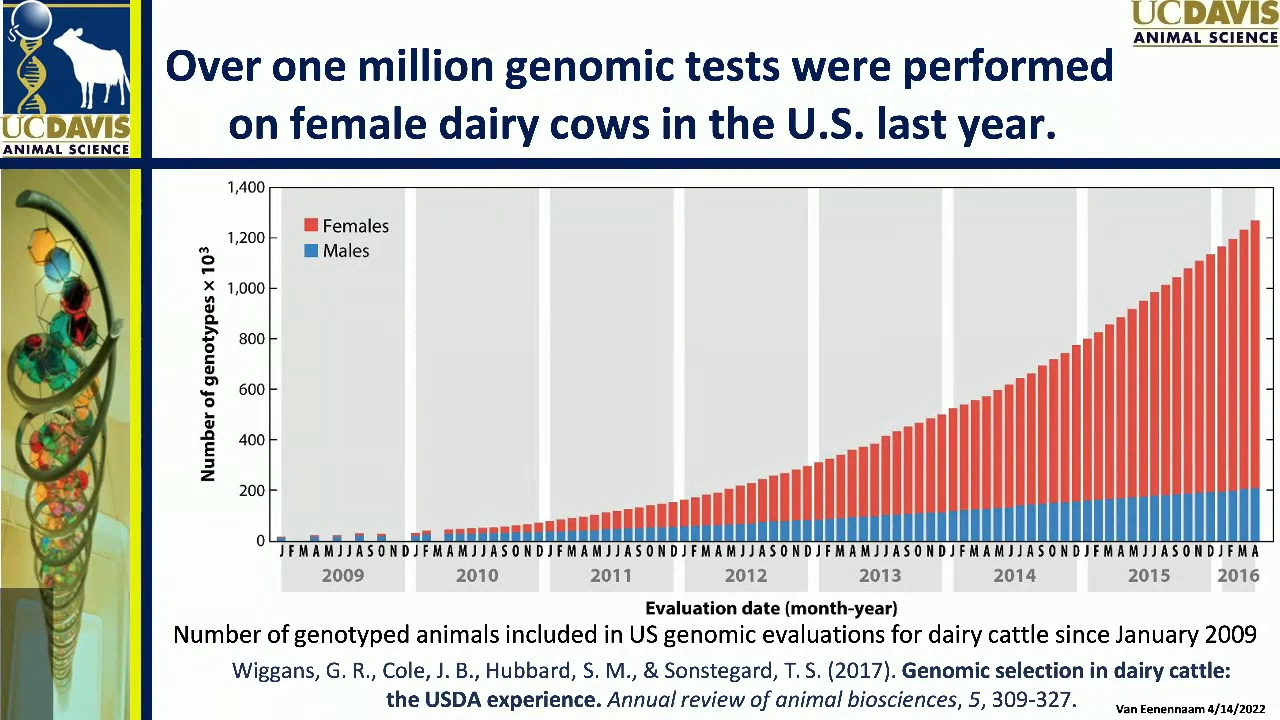 UCDAVIS
ANIMAL SCIENCE
UCDAVIS
ANIMAL SCIENCE
Over one million genomic tests were performed
on female dairy cows in the U.S. last year.
1,400
1,200
1,000
800
600
400
200
0
Number of genotypes × 10³
Females
Males
J F M A M J J A S O N D J F M A M J J A S O N D J F M A M J J A S O N D J F M A M J J A S O N D J F M A M J J A S O N D J F M A M J J A S O N D J F M A M J J A S O N D J F M A
2009 2010 2011 2012 2013 2014 2015 2016
Evaluation date (month-year)
Number of genotyped animals included in US genomic evaluations for dairy cattle since January 2009
Wiggans, G. R., Cole, J. B., Hubbard, S. M., & Sonstegard, T. S. (2017). Genomic selection in dairy cattle:
the USDA experience. Annual review of animal biosciences, 5, 309-327.
Van Eenennaam 4/14/2022